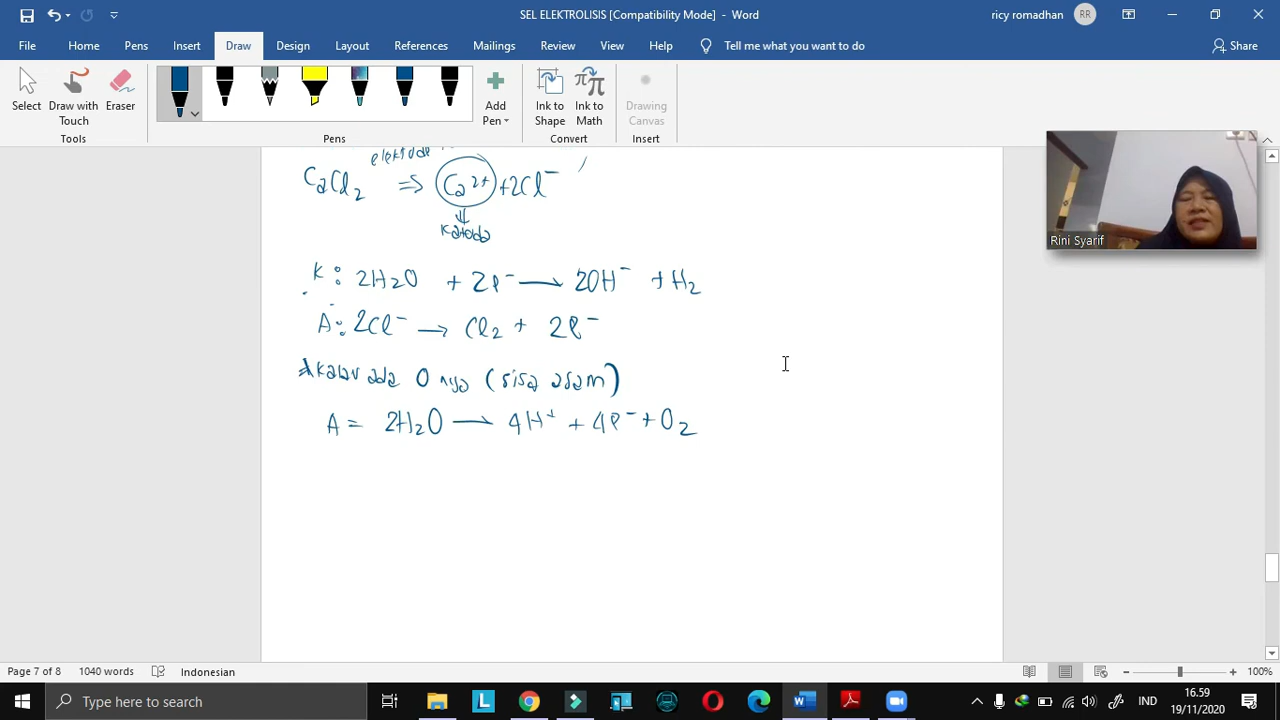 SEL ELEKTROLISIS [Compatibility Mode] - Word
ricy romadhan
RR
File Home Pens Insert Draw Design Layout References Mailings Review View Help Tell me what you want to do Share
Select Draw with Touch Eraser Add Pen Ink to Shape Ink to Math Drawing Canvas
Tools Pens Convert Insert
elektroda
CaCl₂ ⇒ Ca²⁺ + 2Cl⁻
Katoda
K : 2H₂O + 2e⁻ → 2OH⁻ + H₂
A : 2Cl⁻ → Cl₂ + 2e⁻
kalau ada O nya (sisa asam)
A = 2H₂O → 4H⁺ + 4e⁻ + O₂
Rini Syarif
Page 7 of 8 1040 words Indonesian 100%
Type here to search
IND
16.59
19/11/2020